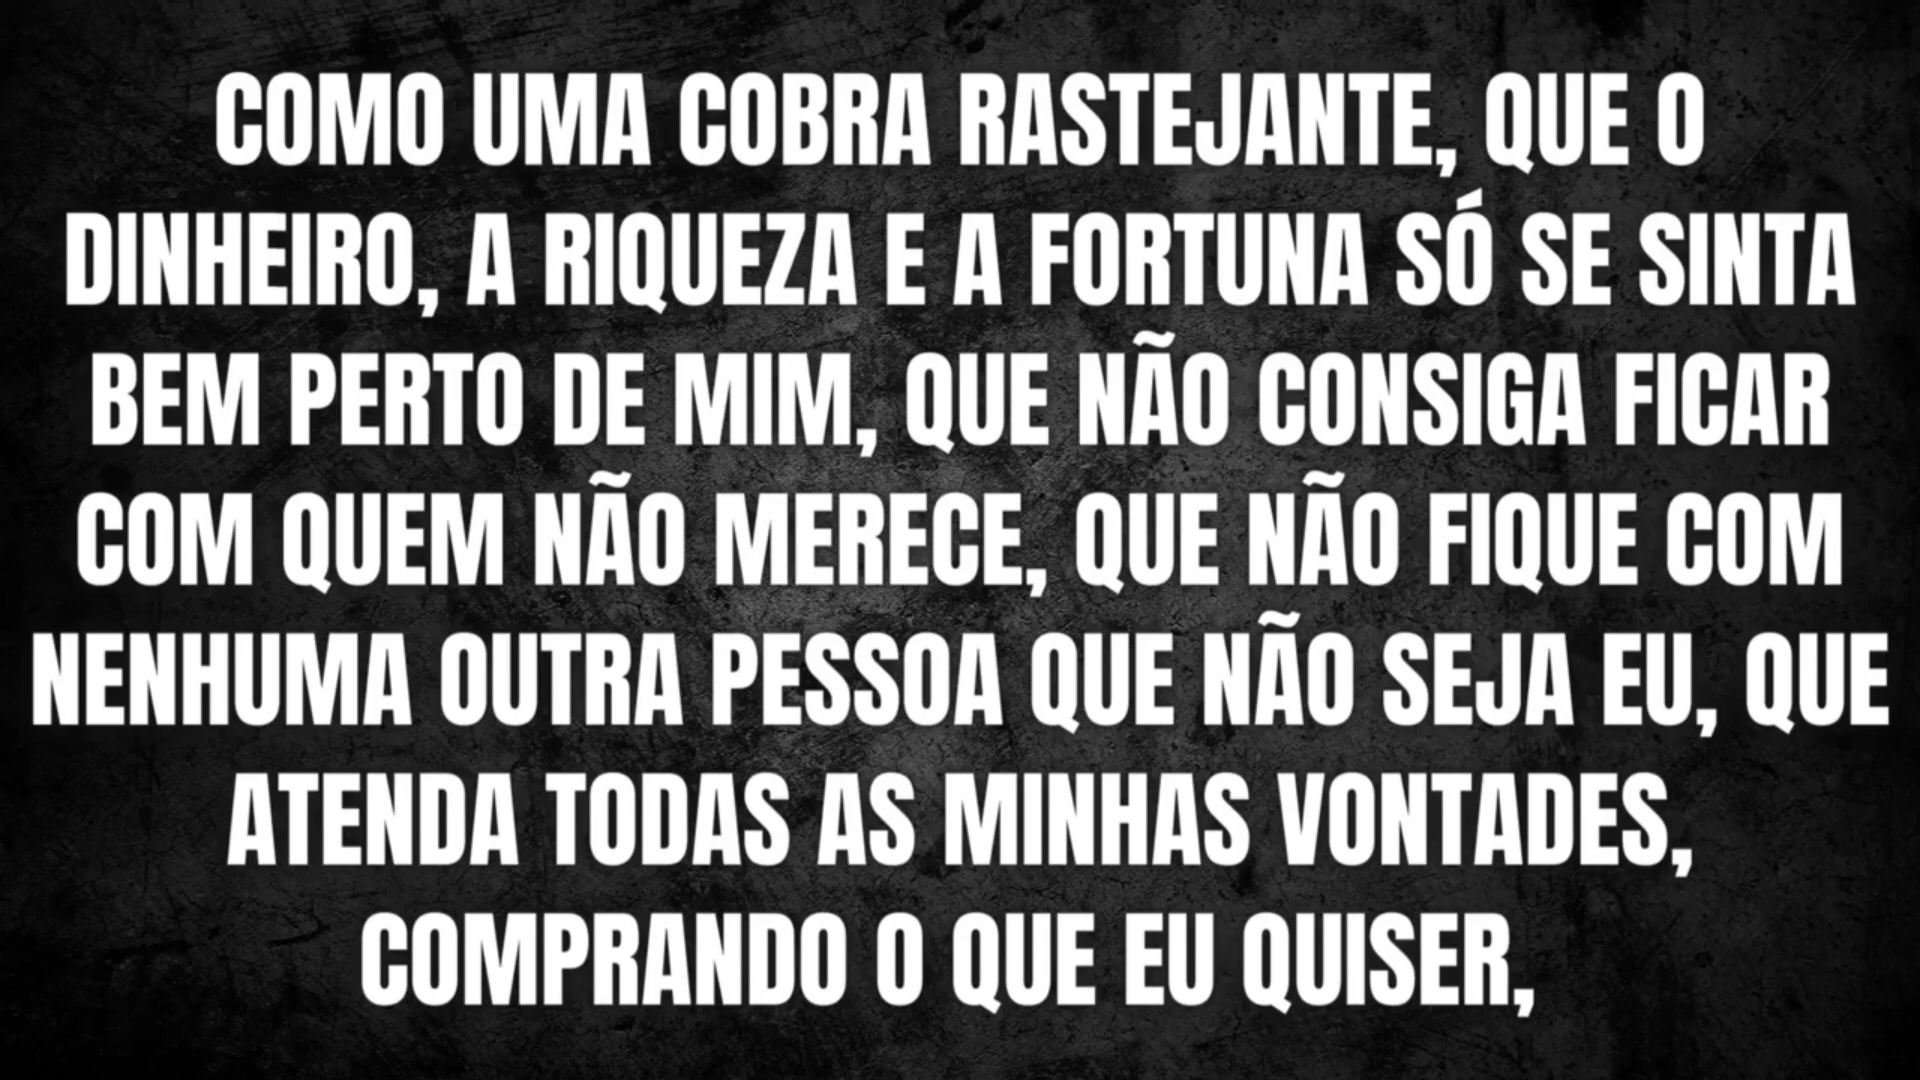 COMO UMA COBRA RASTEJANTE, QUE O
DINHEIRO, A RIQUEZA E A FORTUNA SÓ SE SINTA
BEM PERTO DE MIM, QUE NÃO CONSIGA FICAR
COM QUEM NÃO MERECE, QUE NÃO FIQUE COM
NENHUMA OUTRA PESSOA QUE NÃO SEJA EU, QUE
ATENDA TODAS AS MINHAS VONTADES,
COMPRANDO O QUE EU QUISER,